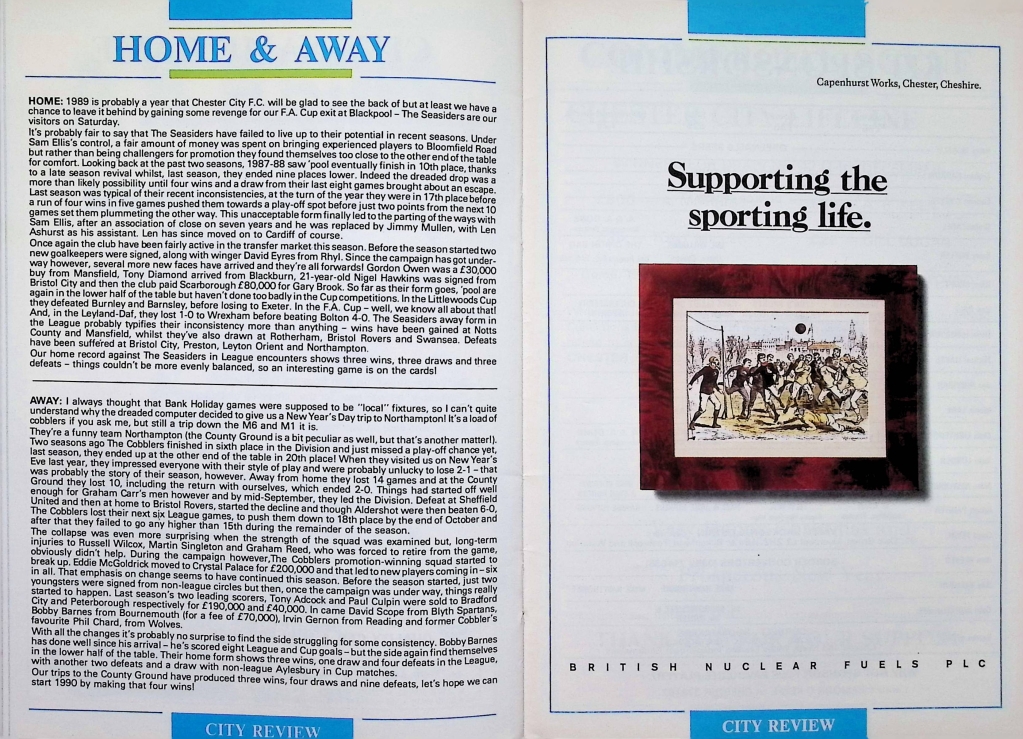 HOME & AWAY
HOME: 1989 is probably a year that Chester City F.C. will be glad to see the back of but at least we have a
chance to leave it behind by gaining some revenge for our F.A. Cup exit at Blackpool – The Seasiders are our
visitors on Saturday.
It's probably fair to say that The Seasiders have failed to live up to their potential in recent seasons. Under
Sam Ellis's control, a fair amount of money was spent on bringing experienced players to Bloomfield Road
but rather than being challengers for promotion they found themselves too close to the other end of the table
for comfort. Looking back at the past two seasons, 1987-88 saw 'pool eventually finish in 10th place, thanks
to a late season revival whilst, last season, they ended nine places lower. Indeed the dreaded drop was a
more than likely possibility until four wins and a draw from their last eight games brought about an escape.
Last season was typical of their recent inconsistencies, at the turn of the year they were in 17th place before
a run of four wins in five games pushed them towards a play-off spot before just two points from the next 10
games set them plummeting the other way. This unacceptable form finally led to the parting of the ways with
Sam Ellis, after an association of close on seven years and he was replaced by Jimmy Mullen, with Len
Ashurst as his assistant. Len has since moved on to Cardiff of course.
Once again the club have been fairly active in the transfer market this season. Before the season started two
new goalkeepers were signed, along with winger David Eyres from Rhyl. Since the campaign has got under-
way however, several more new faces have arrived and they're all forwards! Gordon Owen was a £30,000
buy from Mansfield, Tony Diamond arrived from Blackburn, 21-year-old Nigel Hawkins was signed from
Bristol City and then the club paid Scarborough £80,000 for Gary Brook. So far as their form goes, 'pool are
again in the lower half of the table but haven't done too badly in the Cup competitions. In the Littlewoods Cup
they defeated Burnley and Barnsley, before losing to Exeter. In the F.A. Cup – well, we know all about that!
And, in the Leyland-Daf, they lost 1-0 to Wrexham before beating Bolton 4-0. The Seasiders away form in
the League probably typifies their inconsistency more than anything – wins have been gained at Notts
County and Mansfield, whilst they've also drawn at Rotherham, Bristol Rovers and Swansea. Defeats
have been suffered at Bristol City, Preston, Leyton Orient and Northampton.
Our home record against The Seasiders in League encounters shows three wins, three draws and three
defeats – things couldn't be more evenly balanced, so an interesting game is on the cards!
AWAY: I always thought that Bank Holiday games were supposed to be "local" fixtures, so I can't quite
understand why the dreaded computer decided to give us a New Year's Day trip to Northampton! It's a load of
cobblers if you ask me, but still a trip down the M6 and M1 it is.
They're a funny team Northampton (the County Ground is a bit peculiar as well, but that's another matter!).
Two seasons ago The Cobblers finished in sixth place in the Division and just missed a play-off chance yet,
last season, they ended up at the other end of the table in 20th place! When they visited us on New Year's
Eve last year, they impressed everyone with their style of play and were probably unlucky to lose 2-1 – that
was probably the story of their season, however. Away from home they lost 14 games and at the County
Ground they lost 10, including the return with ourselves, which ended 2-0. Things had started off well
enough for Graham Carr's men however and by mid-September, they led the Division. Defeat at Sheffield
United and then at home to Bristol Rovers, started the decline and though Aldershot were then beaten 6-0,
The Cobblers lost their next six League games, to push them down to 18th place by the end of October and
after that they failed to go any higher than 15th during the remainder of the season.
The collapse was even more surprising when the strength of the squad was examined but, long-term
injuries to Russell Wilcox, Martin Singleton and Graham Reed, who was forced to retire from the game,
obviously didn't help. During the campaign however,The Cobblers promotion-winning squad started to
break up. Eddie McGoldrick moved to Crystal Palace for £200,000 and that led to new players coming in – six
in all. That emphasis on change seems to have continued this season. Before the season started, just two
youngsters were signed from non-league circles but then, once the campaign was under way, things really
started to happen. Last season's two leading scorers, Tony Adcock and Paul Culpin were sold to Bradford
City and Peterborough respectively for £190,000 and £40,000. In came David Scope from Blyth Spartans,
Bobby Barnes from Bournemouth (for a fee of £70,000), Irvin Gernon from Reading and former Cobbler's
favourite Phil Chard, from Wolves.
With all the changes it's probably no surprise to find the side struggling for some consistency. Bobby Barnes
has done well since his arrival – he's scored eight League and Cup goals – but the side again find themselves
in the lower half of the table. Their home form shows three wins, one draw and four defeats in the League,
with another two defeats and a draw with non-league Aylesbury in Cup matches.
Our trips to the County Ground have produced three wins, four draws and nine defeats, let's hope we can
start 1990 by making that four wins!
CITY REVIEW
Capenhurst Works, Chester, Cheshire.
Supporting the
sporting life.
BRITISH NUCLEAR FUELS PLC
CITY REVIEW